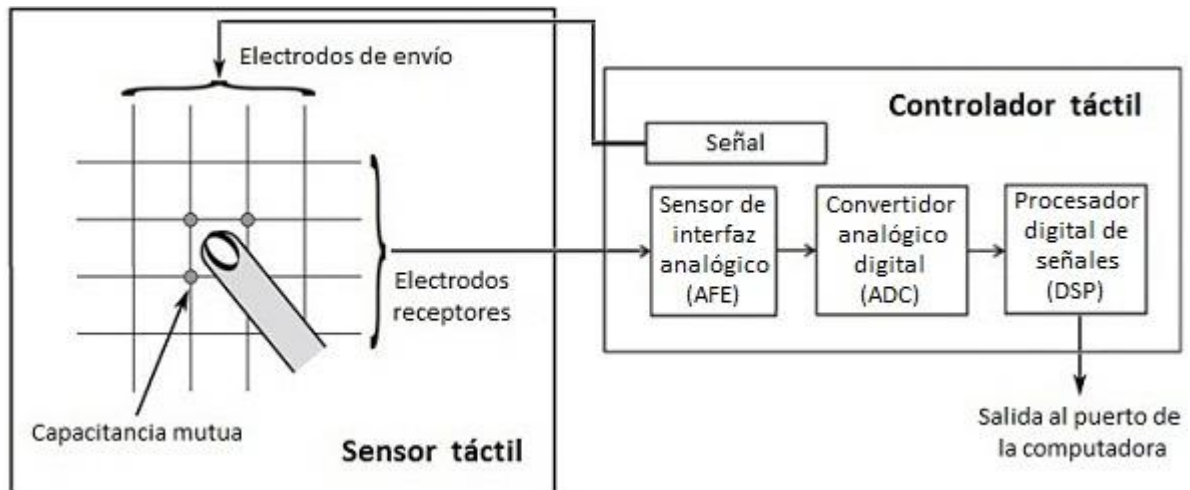 Electrodos de envío
Controlador táctil
Señal
Sensor de
interfaz
analógico
(AFE)
Convertidor
analógico
digital
(ADC)
Procesador
digital de
señales
(DSP)
Electrodos
receptores
Capacitancia mutua
Sensor táctil
Salida al puerto de
la computadora